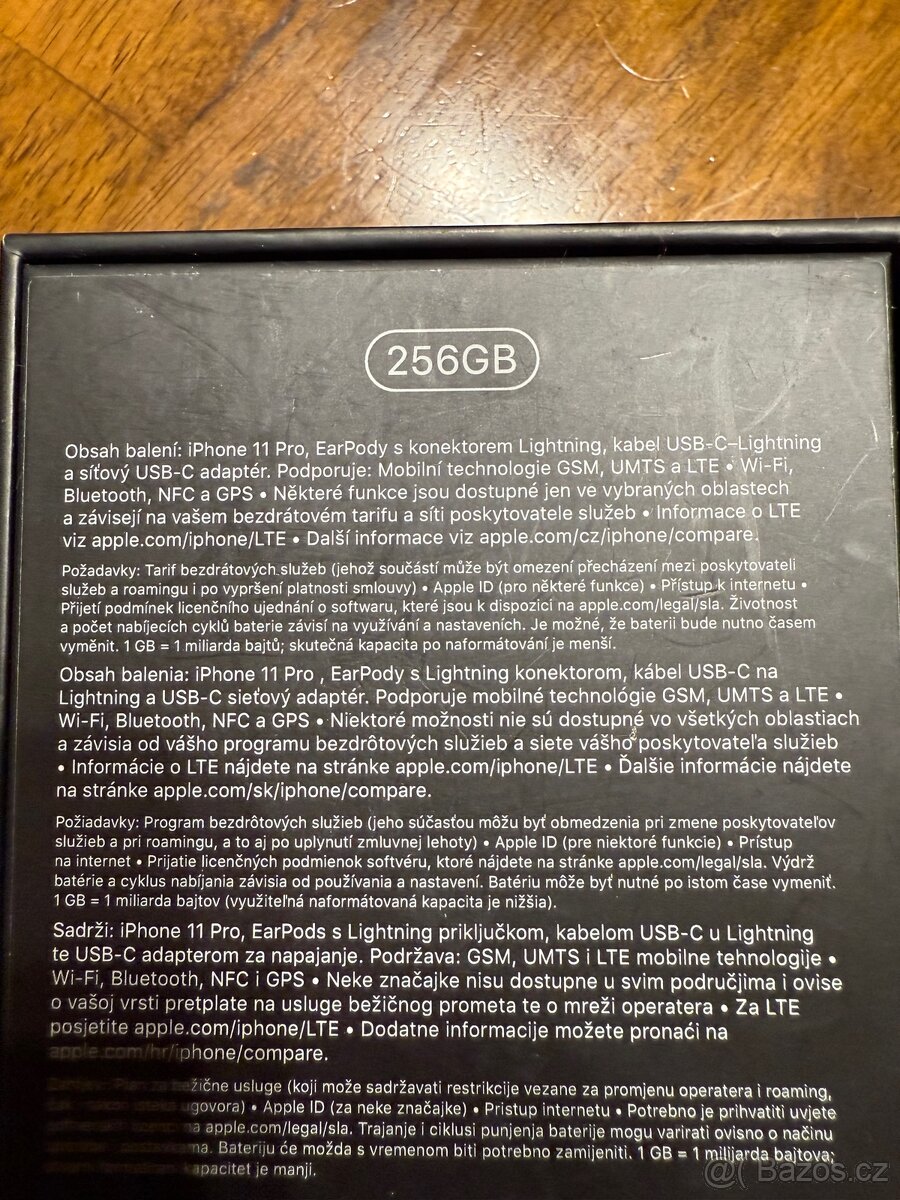 256GB
Obsah balení: iPhone 11 Pro, EarPody s konektorem Lightning, kabel USB-C–Lightning
a síťový USB-C adaptér. Podporuje: Mobilní technologie GSM, UMTS a LTE • Wi-Fi,
Bluetooth, NFC a GPS • Některé funkce jsou dostupné jen ve vybraných oblastech
a závisejí na vašem bezdrátovém tarifu a síti poskytovatele služeb • Informace o LTE
viz apple.com/iphone/LTE • Další informace viz apple.com/cz/iphone/compare.
Požadavky: Tarif bezdrátových služeb (jehož součástí může být omezení přecházení mezi poskytovateli
služeb a roamingu i po vypršení platnosti smlouvy) • Apple ID (pro některé funkce) • Přístup k internetu •
Přijetí podmínek licenčního ujednání o softwaru, které jsou k dispozici na apple.com/legal/sla. Životnost
a počet nabíjecích cyklů baterie závisí na využívání a nastaveních. Je možné, že baterii bude nutno časem
vyměnit. 1 GB = 1 miliarda bajtů; skutečná kapacita po naformátování je menší.
Obsah balenia: iPhone 11 Pro , EarPody s Lightning konektorom, kábel USB-C na
Lightning a USB-C sieťový adaptér. Podporuje mobilné technológie GSM, UMTS a LTE •
Wi-Fi, Bluetooth, NFC a GPS • Niektoré možnosti nie sú dostupné vo všetkých oblastiach
a závisia od vášho programu bezdrôtových služieb a siete vášho poskytovateľa služieb
• Informácie o LTE nájdete na stránke apple.com/iphone/LTE • Ďalšie informácie nájdete
na stránke apple.com/sk/iphone/compare.
Požiadavky: Program bezdrôtových služieb (jeho súčasťou môžu byť obmedzenia pri zmene poskytovateľov
služieb a pri roamingu, a to aj po uplynutí zmluvnej lehoty) • Apple ID (pre niektoré funkcie) • Prístup
na internet • Prijatie licenčných podmienok softvéru, ktoré nájdete na stránke apple.com/legal/sla. Výdrž
batérie a cyklus nabíjania závisia od používania a nastavení. Batériu môže byť nutné po istom čase vymeniť.
1 GB = 1 miliarda bajtov (využiteľná naformátovaná kapacita je nižšia).
Sadrži: iPhone 11 Pro, EarPods s Lightning priključkom, kabelom USB-C u Lightning
te USB-C adapterom za napajanje. Podržava: GSM, UMTS i LTE mobilne tehnologije •
Wi-Fi, Bluetooth, NFC i GPS • Neke značajke nisu dostupne u svim područjima i ovise
o vašoj vrsti pretplate na usluge bežičnog prometa te o mreži operatera • Za LTE
posjetite apple.com/iphone/LTE • Dodatne informacije možete pronaći na
apple.com/hr/iphone/compare.
za bežične usluge (koji može sadržavati restrikcije vezane za promjenu operatera i roaming,
ugovora) • Apple ID (za neke značajke) • Pristup internetu • Potrebno je prihvatiti uvjete
na apple.com/legal/sla. Trajanje i ciklusi punjenja baterije mogu varirati ovisno o načinu
Bateriju će možda s vremenom biti potrebno zamijeniti. 1 GB = 1 milijarda bajtova;
kapacitet je manji.
@( Bazos.cz